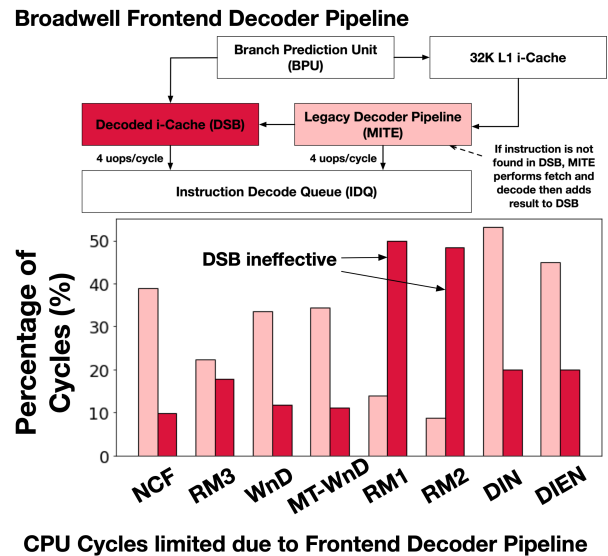 Broadwell Frontend Decoder Pipeline
Branch Prediction Unit
(BPU)
32K L1 i-Cache
Decoded i-Cache (DSB)
Legacy Decoder Pipeline
(MITE)
4 uops/cycle
4 uops/cycle
If instruction is not
found in DSB, MITE
performs fetch and
decode then adds
result to DSB
Instruction Decode Queue (IDQ)
Percentage of
Cycles (%)
50
40
30
20
10
0
DSB ineffective
NCF
RM3
WnD
MT-WnD
RM1
RM2
DIN
DIEN
CPU Cycles limited due to Frontend Decoder Pipeline